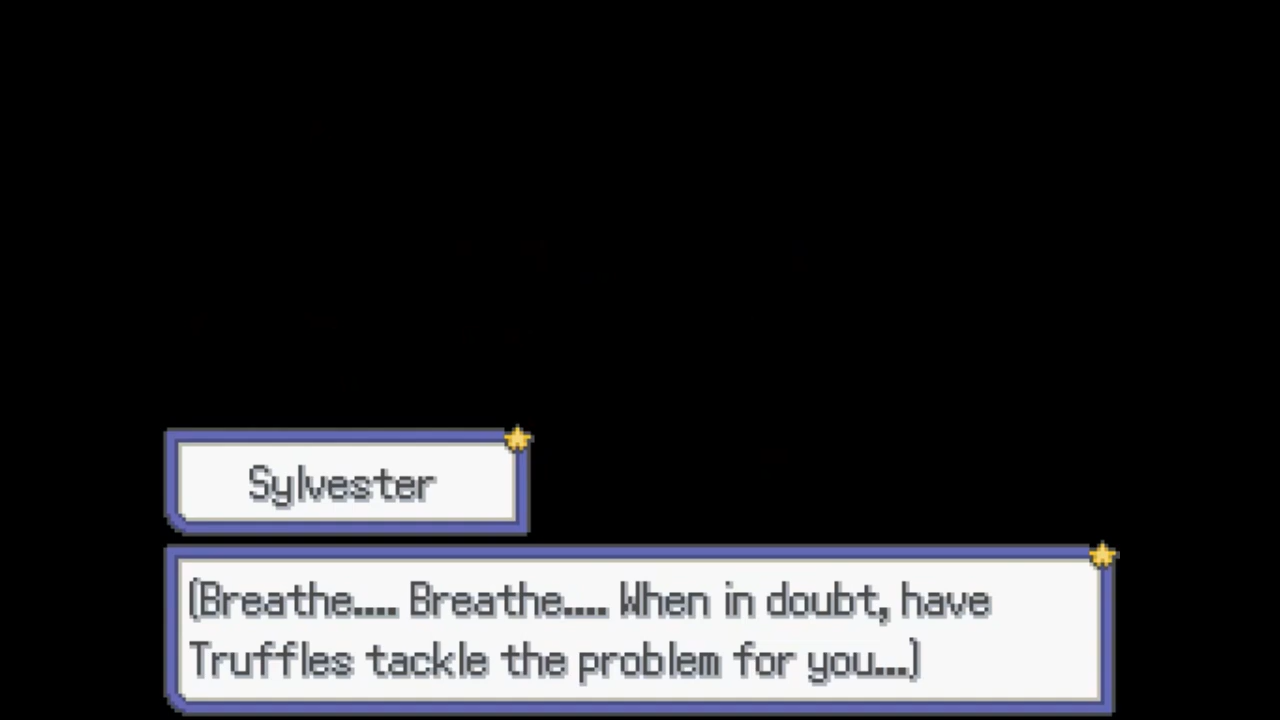 Sylvester
(Breathe.... Breathe.... When in doubt, have
Truffles tackle the problem for you...)